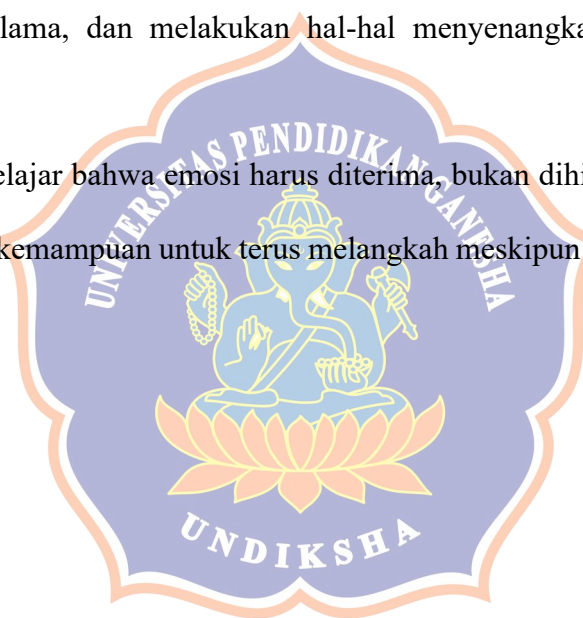 lama, dan melakukan hal-hal menyenangka
UNIVERSITAS PENDIDIKAN GANESHA
elajar bahwa emosi harus diterima, bukan dihi
kemampuan untuk terus melangkah meskipun
UNDIKSHA